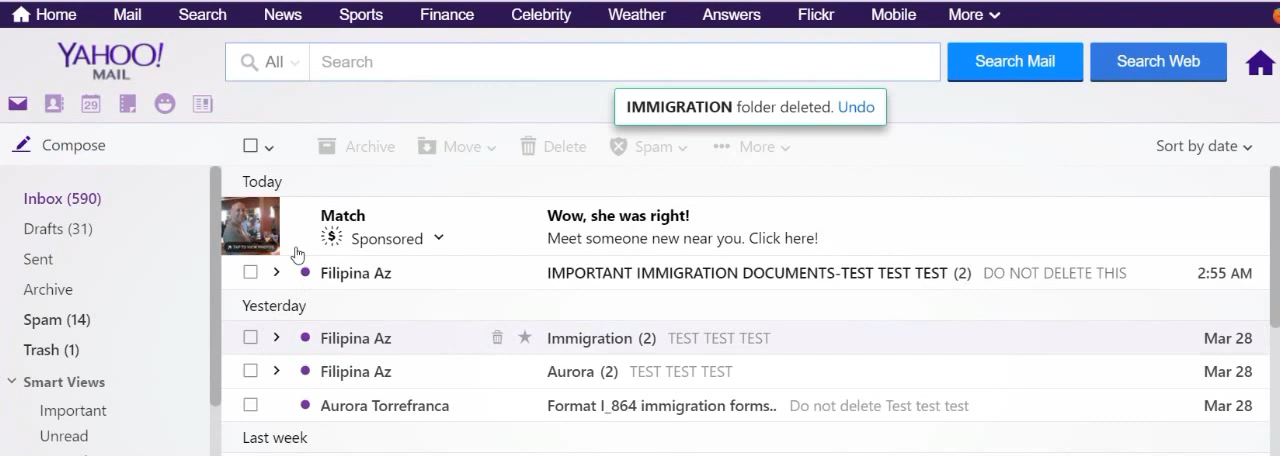 Home Mail Search News Sports Finance Celebrity Weather Answers Flickr Mobile More
YAHOO!
MAIL
All Search Search Mail Search Web
29
IMMIGRATION folder deleted. Undo
Compose Archive Move Delete Spam More Sort by date
Today
Inbox (590)
Match Wow, she was right!
Drafts (31)
Sponsored Meet someone new near you. Click here!
Sent
Filipina Az IMPORTANT IMMIGRATION DOCUMENTS-TEST TEST TEST (2) DO NOT DELETE THIS 2:55 AM
Archive
Yesterday
Spam (14)
Filipina Az Immigration (2) TEST TEST TEST Mar 28
Trash (1)
Filipina Az Aurora (2) TEST TEST TEST Mar 28
Smart Views
Aurora Torrefranca Format I_864 immigration forms.. Do not delete Test test test Mar 28
Important
Unread
Last week